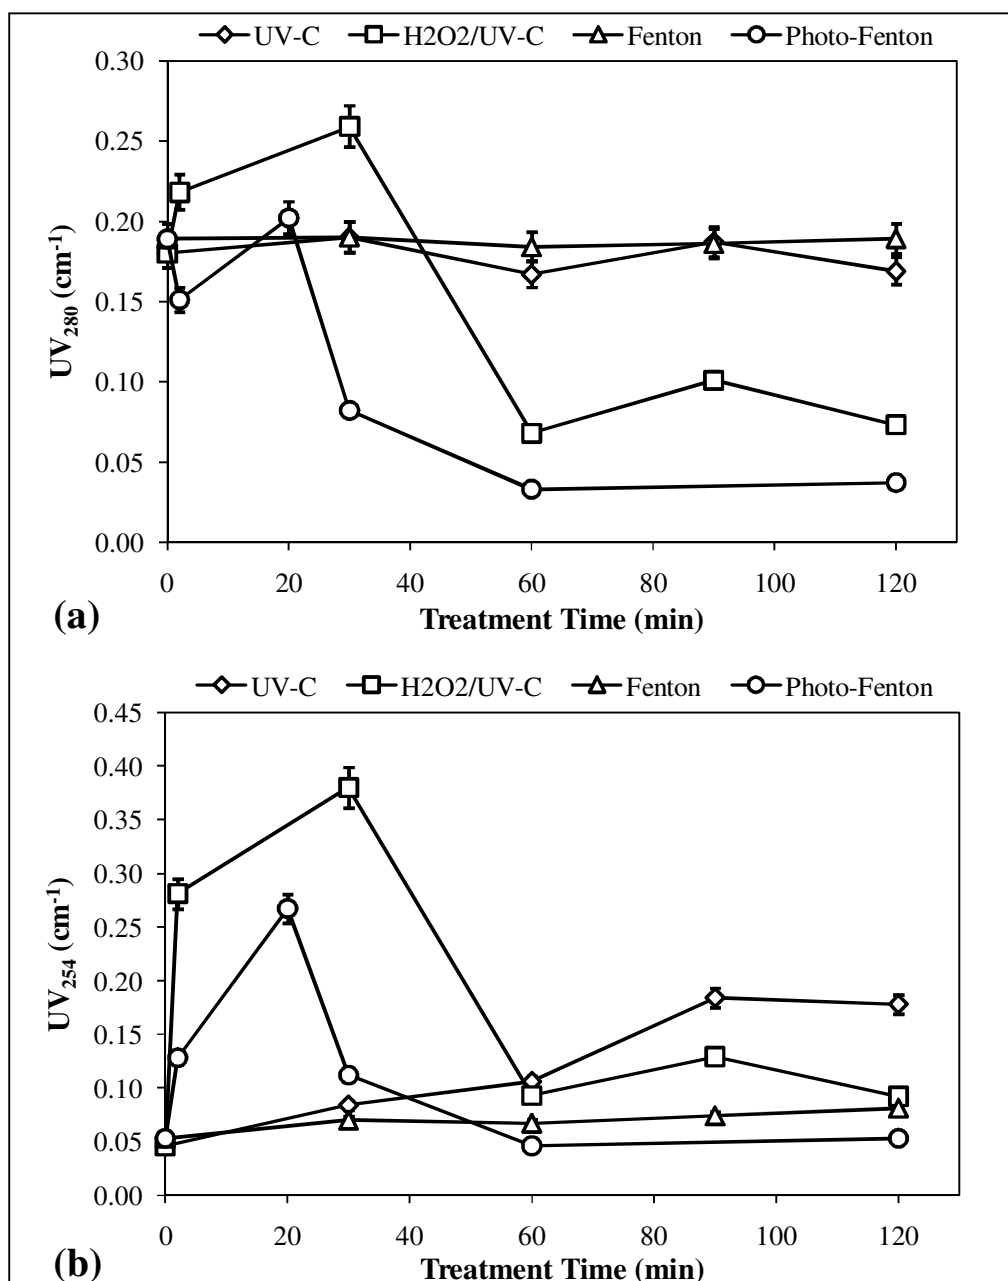 UV-C H2O2/UV-C Fenton Photo-Fenton
0.30
0.25
0.20
0.15
0.10
0.05
0.00
UV280 (cm-1)
0 20 40 60 80 100 120
Treatment Time (min)
(a)
UV-C H2O2/UV-C Fenton Photo-Fenton
0.45
0.40
0.35
0.30
0.25
0.20
0.15
0.10
0.05
0.00
UV254 (cm-1)
0 20 40 60 80 100 120
Treatment Time (min)
(b)